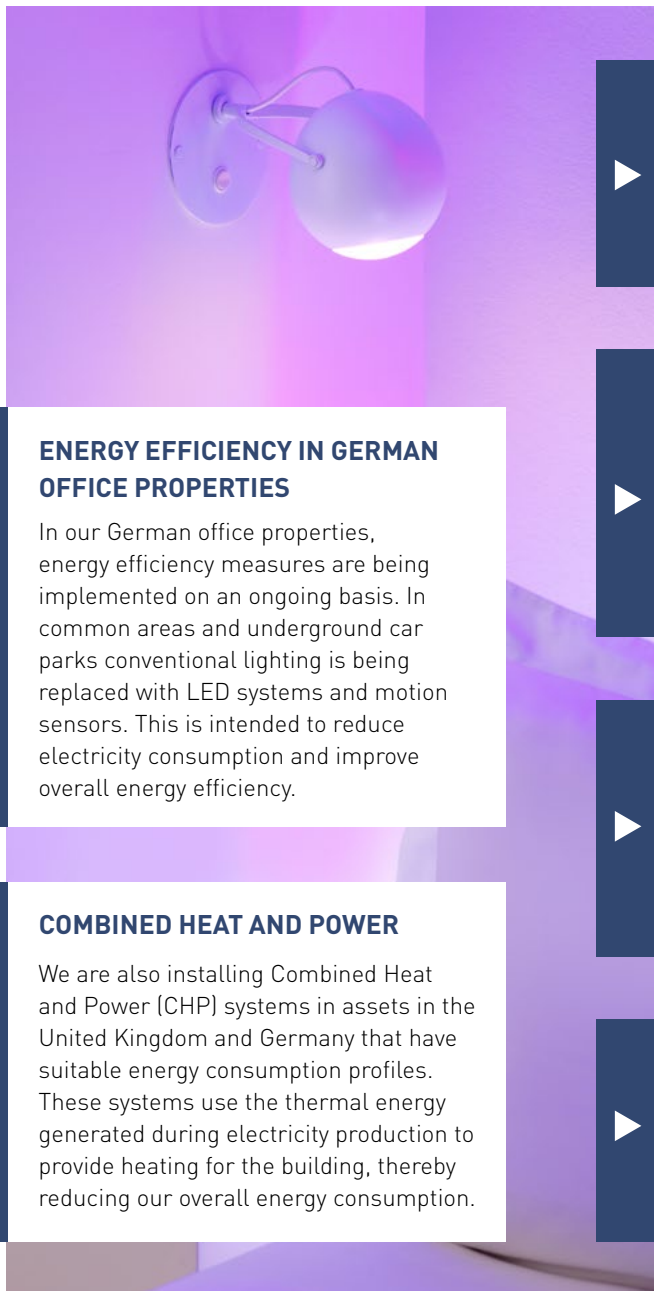 ENERGY EFFICIENCY IN GERMAN
OFFICE PROPERTIES
In our German office properties,
energy efficiency measures are being
implemented on an ongoing basis. In
common areas and underground car
parks conventional lighting is being
replaced with LED systems and motion
sensors. This is intended to reduce
electricity consumption and improve
overall energy efficiency.
COMBINED HEAT AND POWER
We are also installing Combined Heat
and Power (CHP) systems in assets in the
United Kingdom and Germany that have
suitable energy consumption profiles.
These systems use the thermal energy
generated during electricity production to
provide heating for the building, thereby
reducing our overall energy consumption.